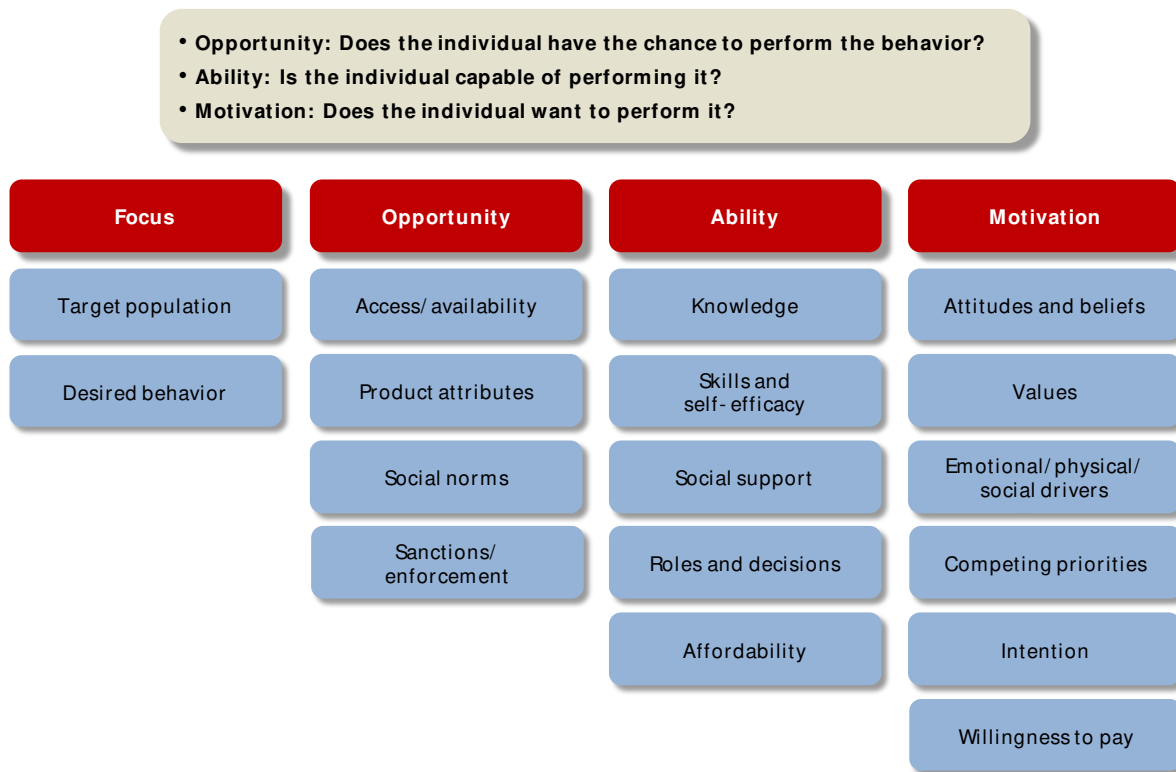 • Opportunity: Does the individual have the chance to perform the behavior?
• Ability: Is the individual capable of performing it?
• Motivation: Does the individual want to perform it?
Focus
Target population
Desired behavior
Opportunity
Access/availability
Product attributes
Social norms
Sanctions/
enforcement
Ability
Knowledge
Skills and
self-efficacy
Social support
Roles and decisions
Affordability
Motivation
Attitudes and beliefs
Values
Emotional/physical/
social drivers
Competing priorities
Intention
Willingness to pay